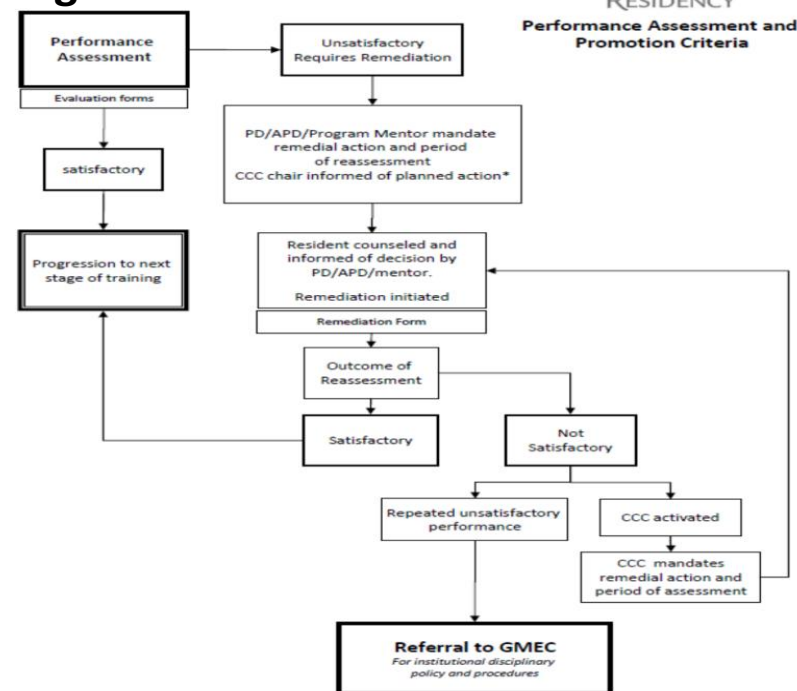 RESIDENCY
Performance Assessment and
Promotion Criteria
Performance
Assessment
Evaluation forms
satisfactory
Progression to next
stage of training
Unsatisfactory
Requires Remediation
PD/APD/Program Mentor mandate
remedial action and period
of reassessment
CCC chair informed of planned action*
Resident counseled and
informed of decision by
PD/APD/mentor.
Remediation initiated
Remediation Form
Outcome of
Reassessment
Satisfactory
Not
Satisfactory
Repeated unsatisfactory
performance
CCC activated
CCC mandates
remedial action and
period of assessment
Referral to GMEC
For institutional disciplinary
policy and procedures